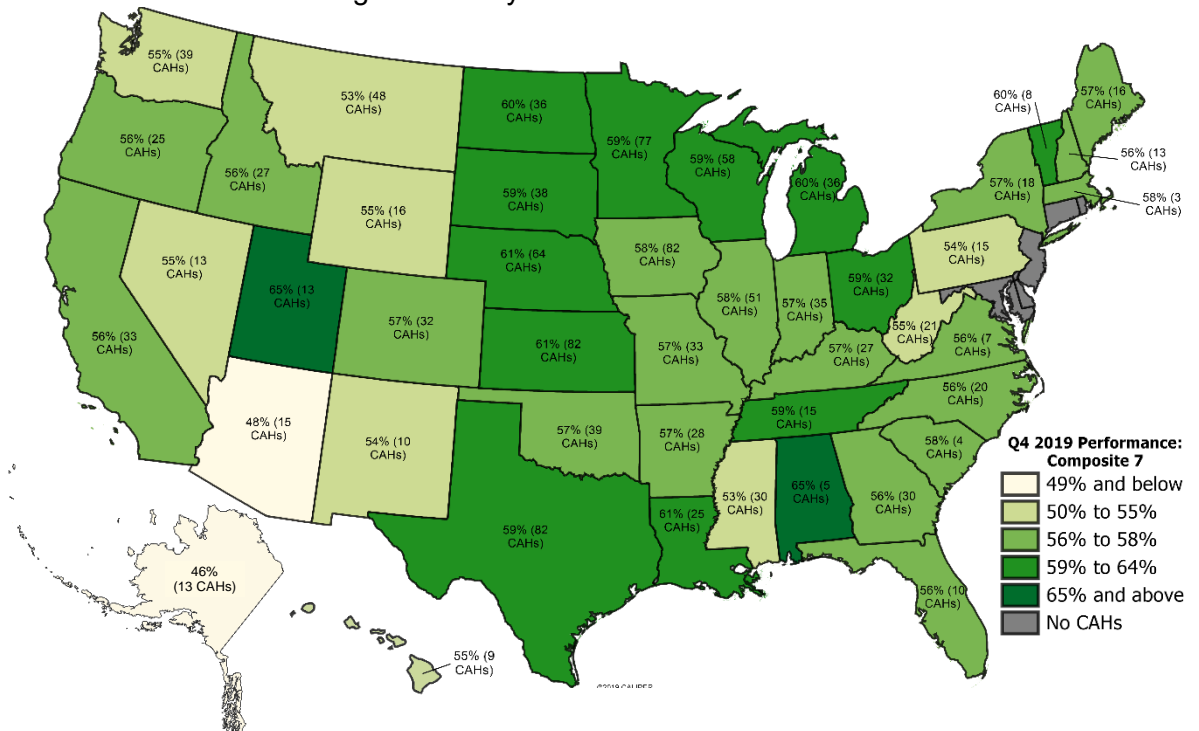 55% (39
CAHs)
53% (48
CAHs)
60% (36
CAHs)
59% (77
CAHs)
60% (8
CAHs)
57% (16
CAHs)
56% (25
CAHs)
56% (27
CAHs)
59% (58
CAHs)
60% (36
CAHs)
56% (13
CAHs)
57% (18
CAHs)
58% (3
CAHs)
59% (38
CAHs)
55% (16
CAHs)
55% (13
CAHs)
65% (13
CAHs)
61% (64
CAHs)
58% (82
CAHs)
54% (15
CAHs)
59% (32
CAHs)
58% (51
CAHs)
57% (35
CAHs)
56% (33
CAHs)
57% (32
CAHs)
61% (82
CAHs)
57% (33
CAHs)
57% (27
CAHs)
55% (21
CAHs)
56% (7
CAHs)
56% (20
CAHs)
48% (15
CAHs)
54% (10
CAHs)
57% (39
CAHs)
57% (28
CAHs)
59% (15
CAHs)
58% (4
CAHs)
59% (82
CAHs)
61% (25
CAHs)
53% (30
CAHs)
65% (5
CAHs)
56% (30
CAHs)
56% (10
CAHs)
46%
(13 CAHs)
55% (9
CAHs)
Q4 2019 Performance:
Composite 7
49% and below
50% to 55%
56% to 58%
59% to 64%
65% and above
No CAHs
©2019 CALIPER